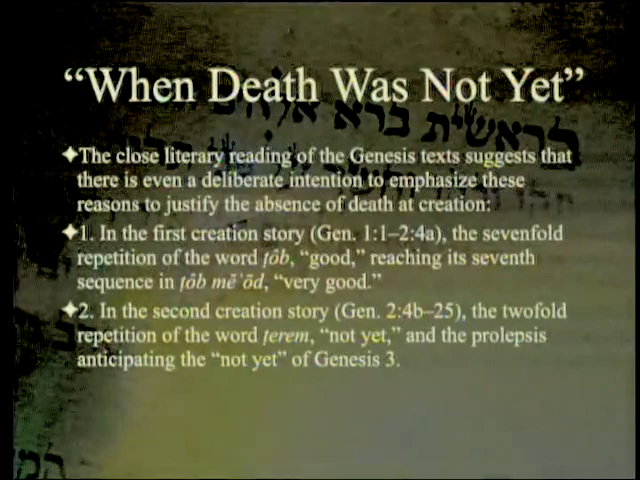 “When Death Was Not Yet”
בראשית ברא אלהים
✦The close literary reading of the Genesis texts suggests that
there is even a deliberate intention to emphasize these
reasons to justify the absence of death at creation:
✦1. In the first creation story (Gen. 1:1–2:4a), the sevenfold
repetition of the word ṭôb, “good,” reaching its seventh
sequence in ṭôb mĕʾōd, “very good.”
✦2. In the second creation story (Gen. 2:4b–25), the twofold
repetition of the word ṭerem, “not yet,” and the prolepsis
anticipating the “not yet” of Genesis 3.